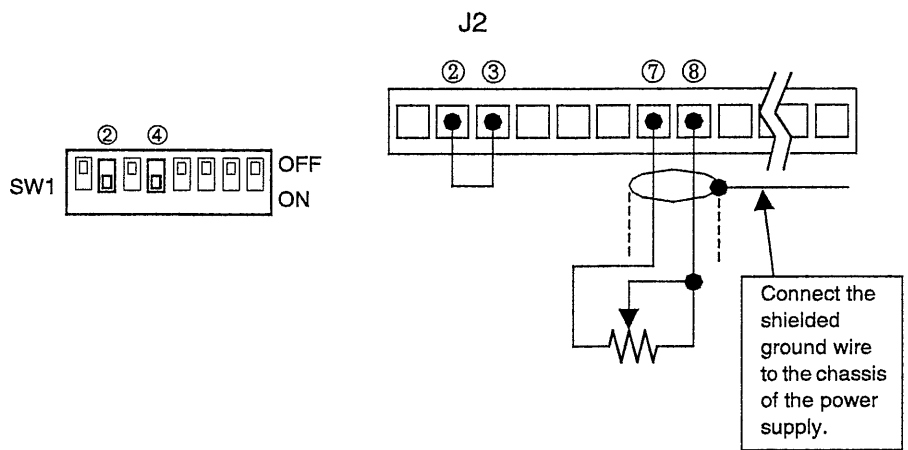 J2
② ③ ⑦ ⑧
② ④
OFF
SW1
ON
Connect the
shielded
ground wire
to the chassis
of the power
supply.